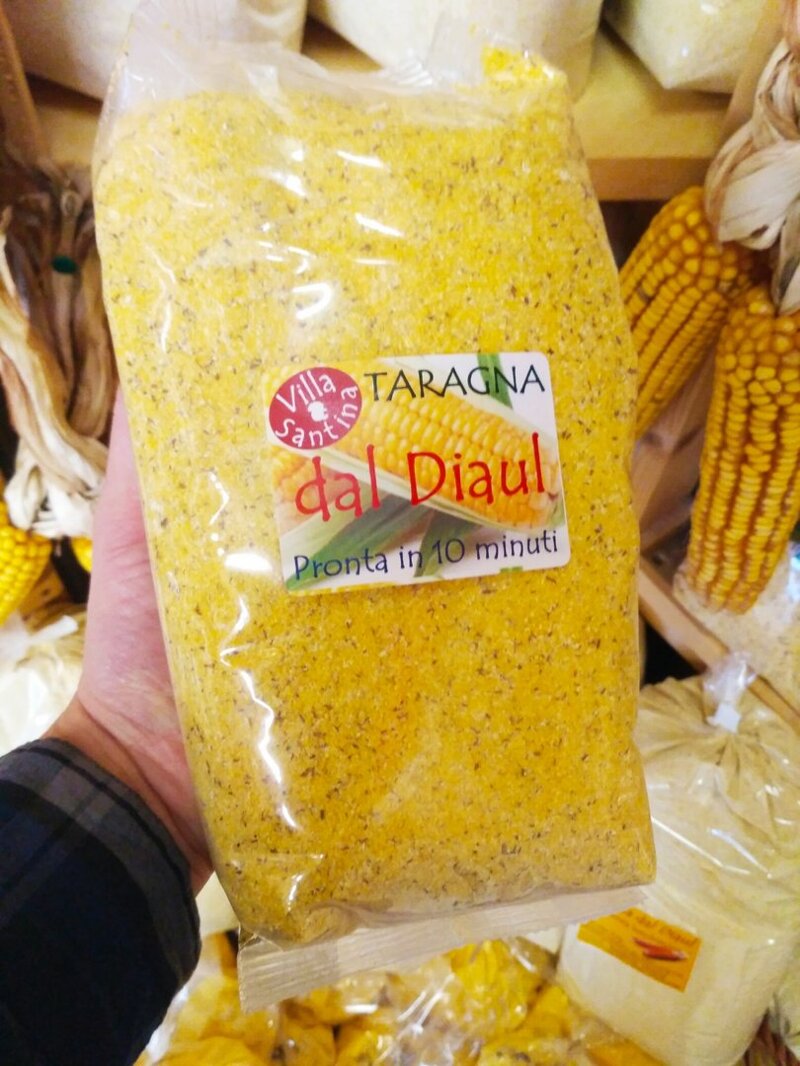 Villa
Santina
TARAGNA
dal Diaul
Pronta in 10 minuti